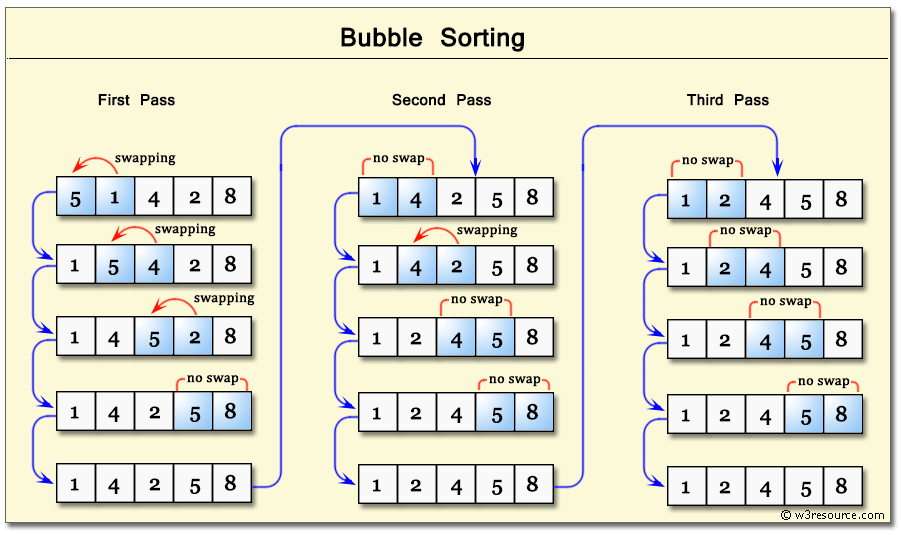 Bubble Sorting
First Pass
swapping
5 1 4 2 8
swapping
1 5 4 2 8
swapping
1 4 5 2 8
no swap
1 4 2 5 8
1 4 2 5 8
Second Pass
no swap
1 4 2 5 8
swapping
1 4 2 5 8
no swap
1 2 4 5 8
no swap
1 2 4 5 8
1 2 4 5 8
Third Pass
no swap
1 2 4 5 8
no swap
1 2 4 5 8
no swap
1 2 4 5 8
no swap
1 2 4 5 8
1 2 4 5 8
© w3resource.com